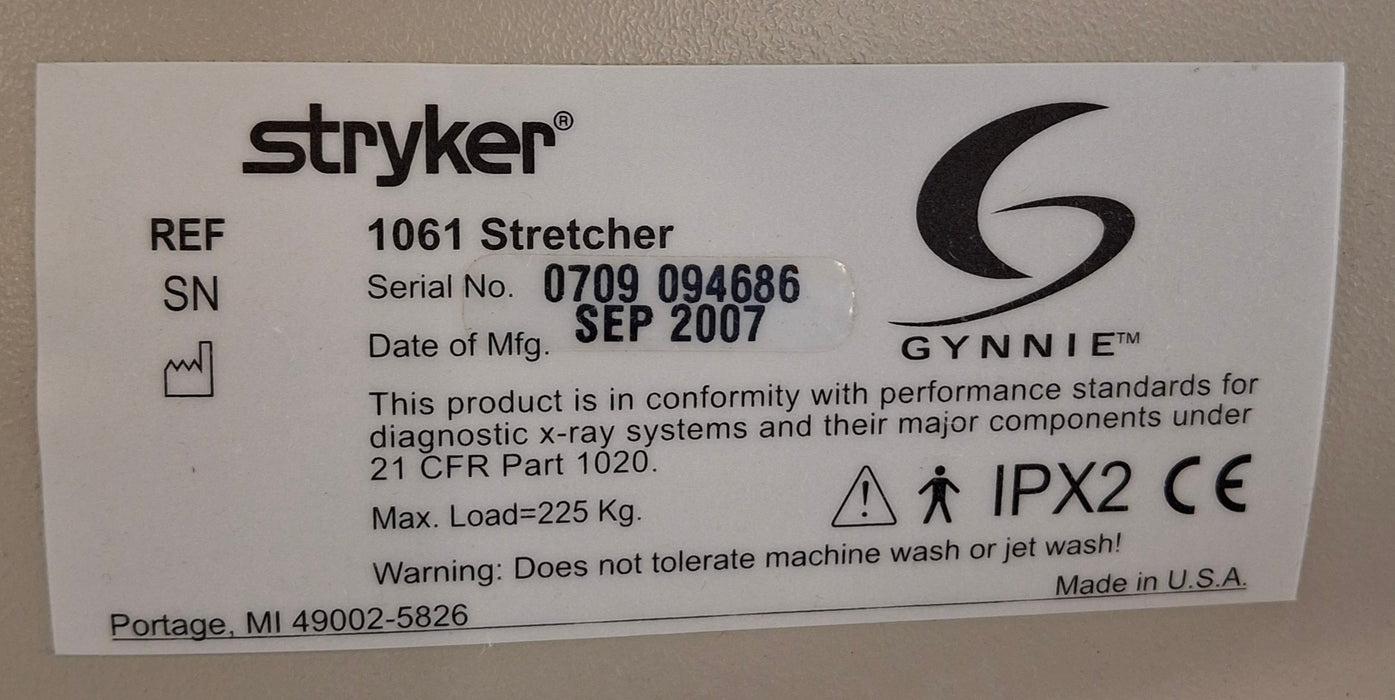 stryker®
REF 1061 Stretcher
SN Serial No. 0709 094686
Date of Mfg. SEP 2007
GYNNIE™
This product is in conformity with performance standards for
diagnostic x-ray systems and their major components under
21 CFR Part 1020.
Max. Load=225 Kg.
IPX2 CE
Warning: Does not tolerate machine wash or jet wash!
Made in U.S.A.
Portage, MI 49002-5826